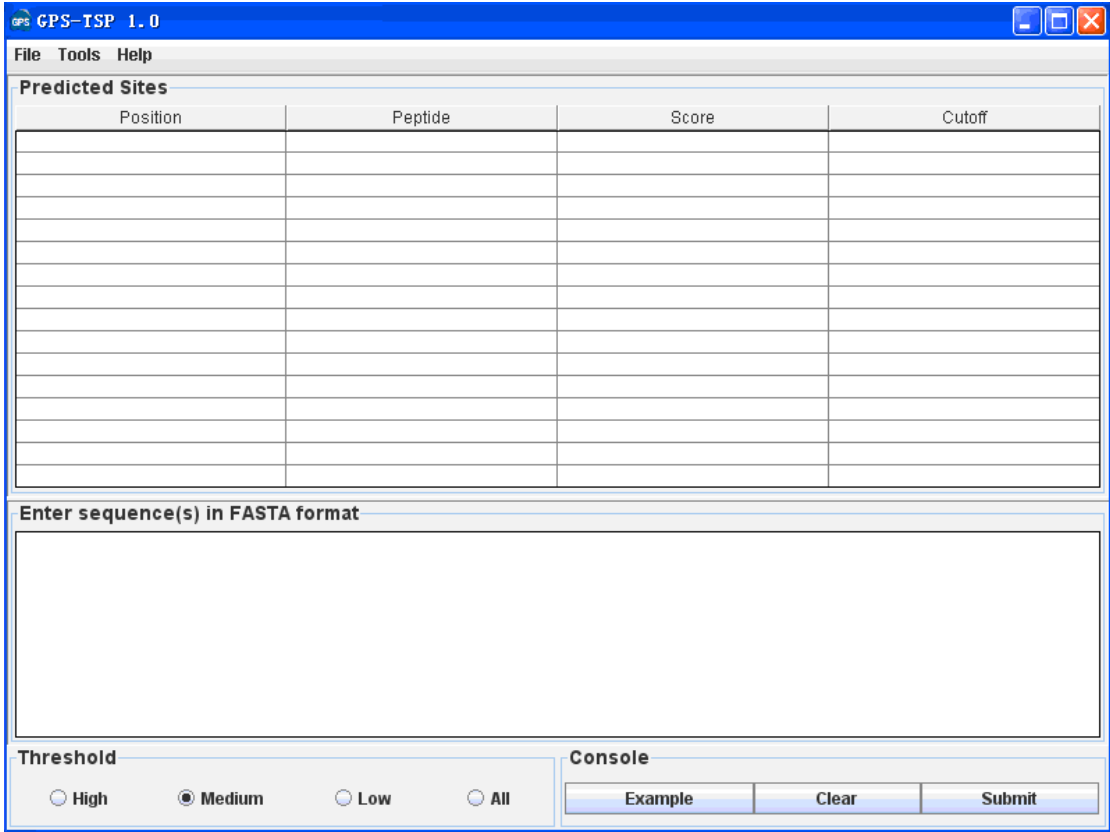 GPS GPS-TSP 1.0
File Tools Help
Predicted Sites
Position Peptide Score Cutoff
Enter sequence(s) in FASTA format
Threshold
High Medium Low All
Console
Example Clear Submit